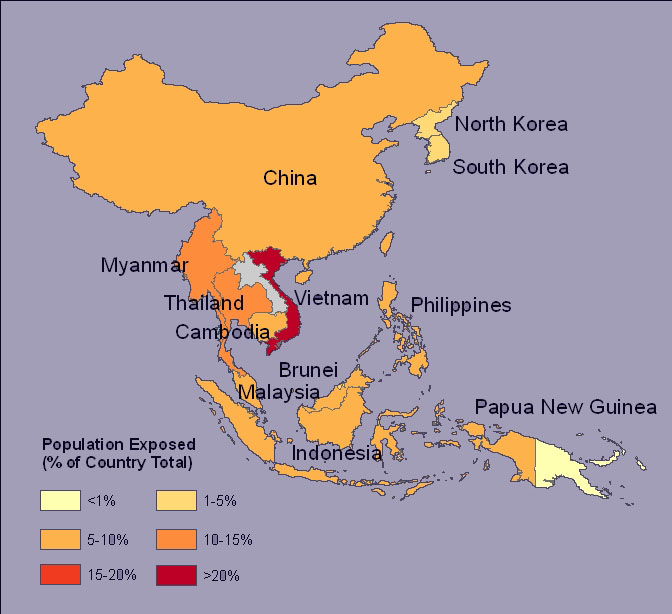 North Korea
South Korea
China
Myanmar
Thailand
Vietnam
Philippines
Cambodia
Brunei
Malaysia
Papua New Guinea
Indonesia
Population Exposed
(% of Country Total)
<1%
1-5%
5-10%
10-15%
15-20%
>20%